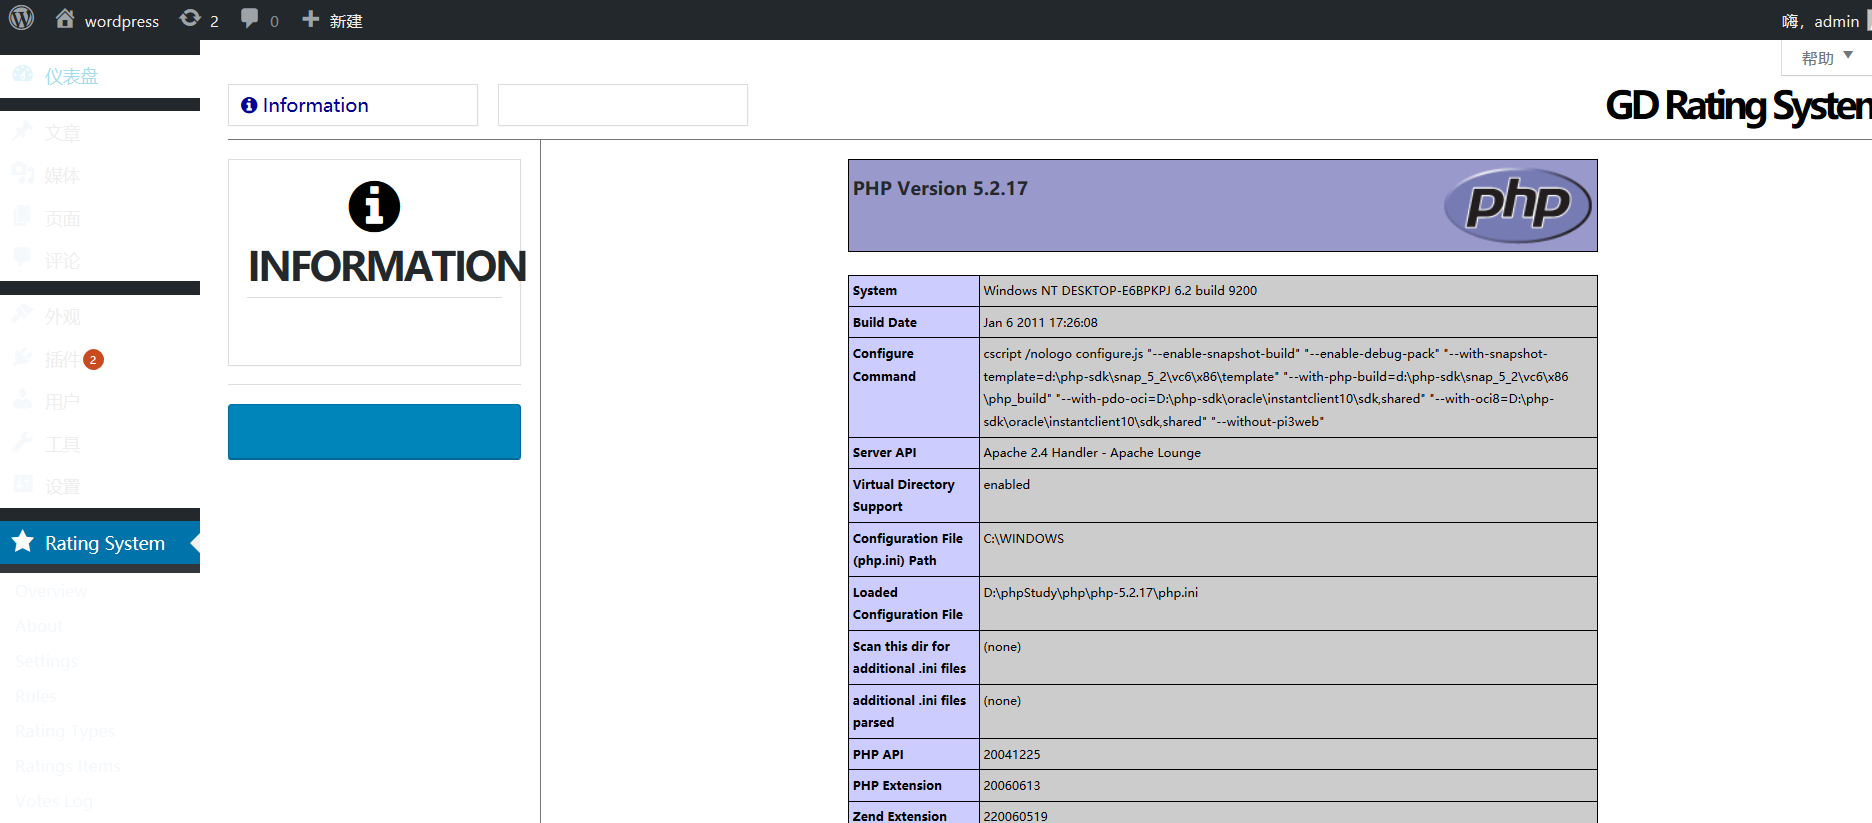 wordpress
2
0
新建
嗨，admin
帮助
仪表盘
文章
媒体
页面
评论
外观
插件 2
用户
工具
设置
Rating System
Overview
About
Settings
Rules
Rating Types
Ratings Items
Votes Log
Information
GD Rating System
INFORMATION
PHP Version 5.2.17
php
System
Windows NT DESKTOP-E6BPKPJ 6.2 build 9200
Build Date
Jan 6 2011 17:26:08
Configure
Command
cscript /nologo configure.js "--enable-snapshot-build" "--enable-debug-pack" "--with-snapshot-
template=d:\php-sdk\snap_5_2\vc6\x86\template" "--with-php-build=d:\php-sdk\snap_5_2\vc6\x86
\php_build" "--with-pdo-oci=D:\php-sdk\oracle\instantclient10\sdk,shared" "--with-oci8=D:\php-
sdk\oracle\instantclient10\sdk,shared" "--without-pi3web"
Server API
Apache 2.4 Handler - Apache Lounge
Virtual Directory
Support
enabled
Configuration File
(php.ini) Path
C:\WINDOWS
Loaded
Configuration File
D:\phpStudy\php\php-5.2.17\php.ini
Scan this dir for
additional .ini files
(none)
additional .ini files
parsed
(none)
PHP API
20041225
PHP Extension
20060613
Zend Extension
220060519